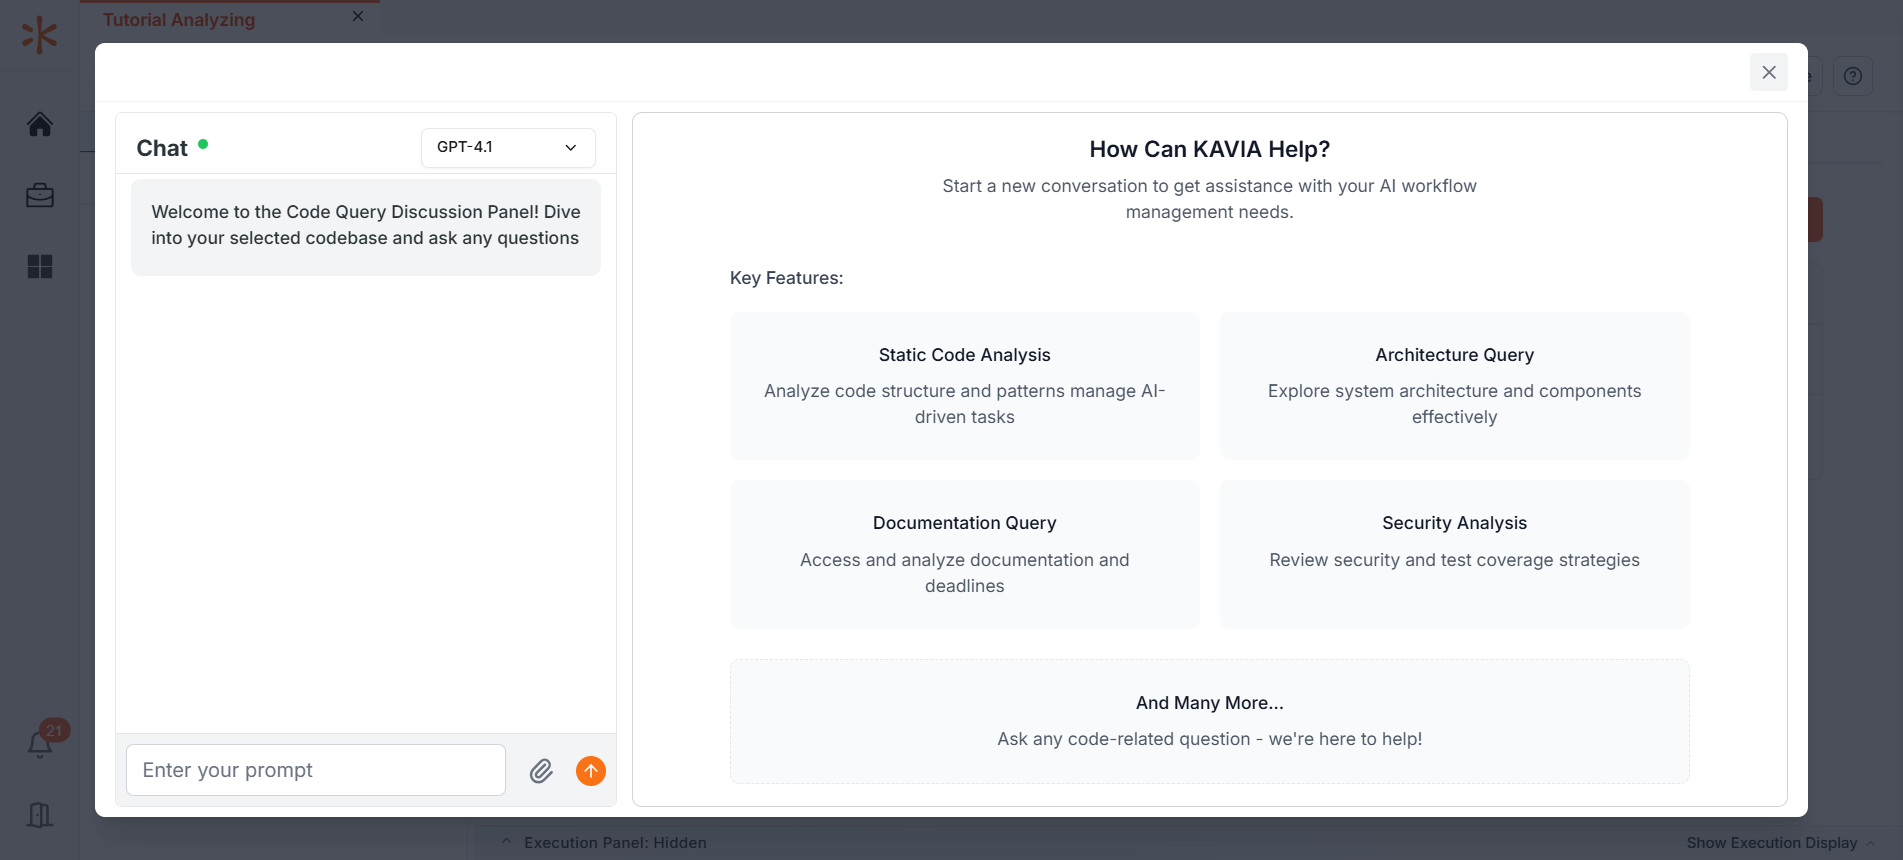 Tutorial Analyzing
Chat
GPT-4.1
Welcome to the Code Query Discussion Panel! Dive
into your selected codebase and ask any questions
Enter your prompt
How Can KAVIA Help?
Start a new conversation to get assistance with your AI workflow
management needs.
Key Features:
Static Code Analysis
Analyze code structure and patterns manage AI-
driven tasks
Architecture Query
Explore system architecture and components
effectively
Documentation Query
Access and analyze documentation and
deadlines
Security Analysis
Review security and test coverage strategies
And Many More...
Ask any code-related question - we're here to help!
21
Execution Panel: Hidden
Show Execution Display